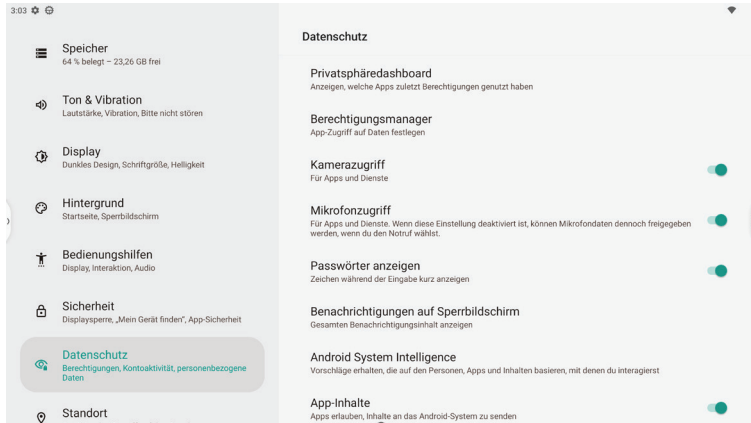 3:03
Speicher
64 % belegt – 23,26 GB frei
Ton & Vibration
Lautstärke, Vibration, Bitte nicht stören
Display
Dunkles Design, Schriftgröße, Helligkeit
Hintergrund
Startseite, Sperrbildschirm
Bedienungshilfen
Display, Interaktion, Audio
Sicherheit
Displaysperre, „Mein Gerät finden“, App-Sicherheit
Datenschutz
Berechtigungen, Kontoaktivität, personenbezogene
Daten
Standort
Datenschutz
Privatsphäredashboard
Anzeigen, welche Apps zuletzt Berechtigungen genutzt haben
Berechtigungsmanager
App-Zugriff auf Daten festlegen
Kamerazugriff
Für Apps und Dienste
Mikrofonzugriff
Für Apps und Dienste. Wenn diese Einstellung deaktiviert ist, können Mikrofondaten dennoch freigegeben
werden, wenn du den Notruf wählst.
Passwörter anzeigen
Zeichen während der Eingabe kurz anzeigen
Benachrichtigungen auf Sperrbildschirm
Gesamten Benachrichtigungsinhalt anzeigen
Android System Intelligence
Vorschläge erhalten, die auf den Personen, Apps und Inhalten basieren, mit denen du interagierst
App-Inhalte
Apps erlauben, Inhalte an das Android-System zu senden